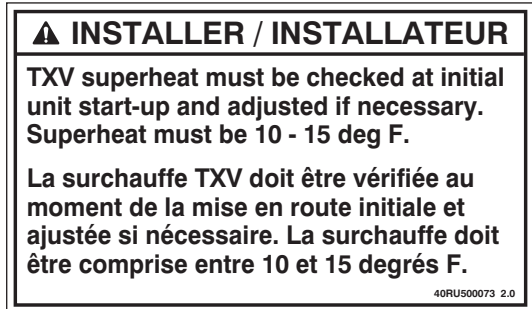 ⚠ INSTALLER / INSTALLATEUR
TXV superheat must be checked at initial
unit start-up and adjusted if necessary.
Superheat must be 10 - 15 deg F.
La surchauffe TXV doit être vérifiée au
moment de la mise en route initiale et
ajustée si nécessaire. La surchauffe doit
être comprise entre 10 et 15 degrés F.
40RU500073 2.0